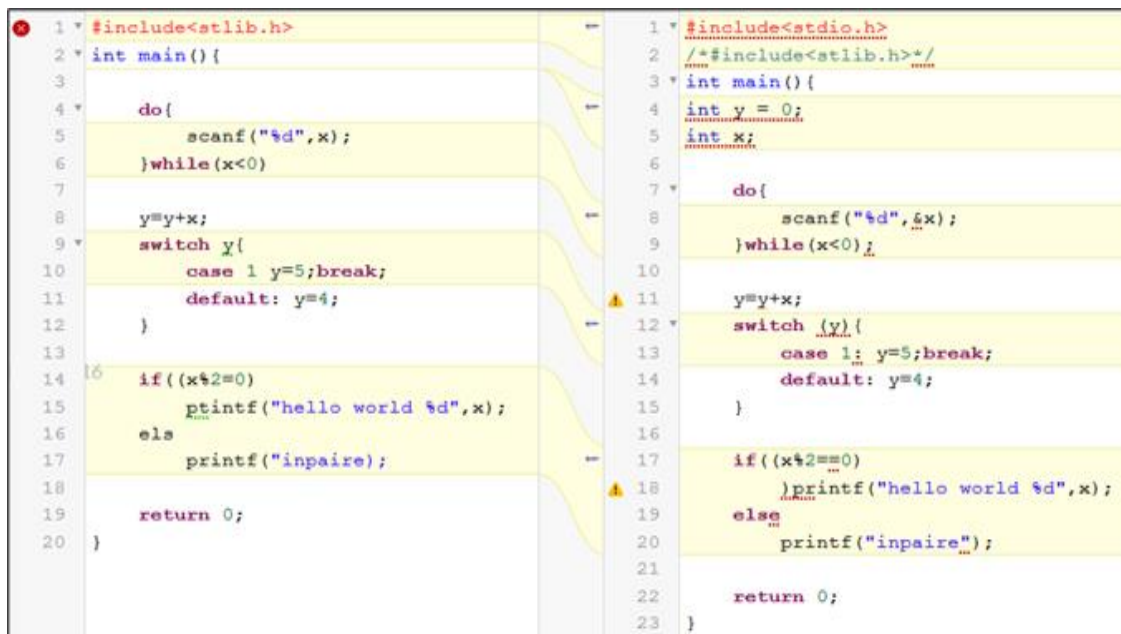 1 #include<stlib.h>
2 int main(){
3
4 do{
5 scanf("%d",x);
6 }while(x<0)
7
8 y=y+x;
9 switch y{
10 case 1 y=5;break;
11 default: y=4;
12 }
13
16
14 if((x%2=0)
15 ptintf("hello world %d",x);
16 els
17 printf("inpaire);
18
19 return 0;
20 }
1 #include<stdio.h>
2 /*#include<stlib.h>*/
3 int main(){
4 int y = 0;
5 int x;
6
7 do{
8 scanf("%d",&x);
9 }while(x<0);
10
11 y=y+x;
12 switch (y){
13 case 1: y=5;break;
14 default: y=4;
15 }
16
17 if((x%2==0)
18 )printf("hello world %d",x);
19 else
20 printf("inpaire");
21
22 return 0;
23 }